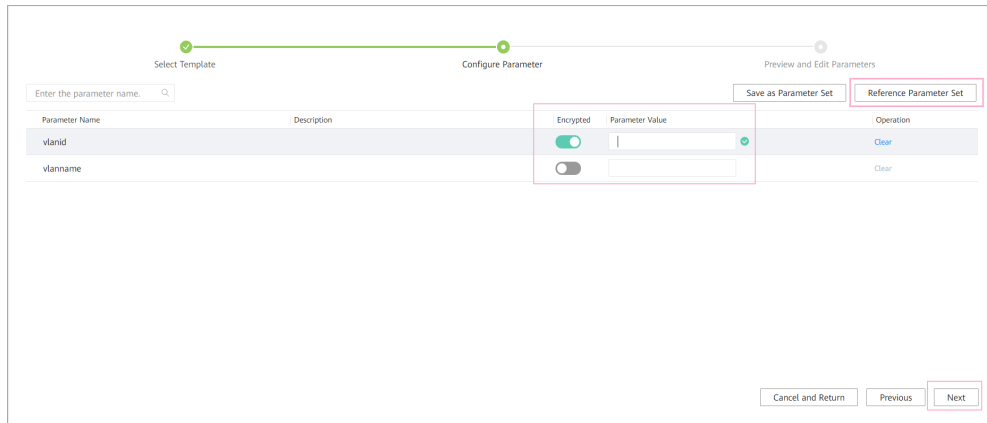 Select Template
Configure Parameter
Preview and Edit Parameters
Enter the parameter name.
Save as Parameter Set
Reference Parameter Set
Parameter Name
Description
Encrypted
Parameter Value
Operation
vlanid
Clear
vlanname
Clear
Cancel and Return
Previous
Next